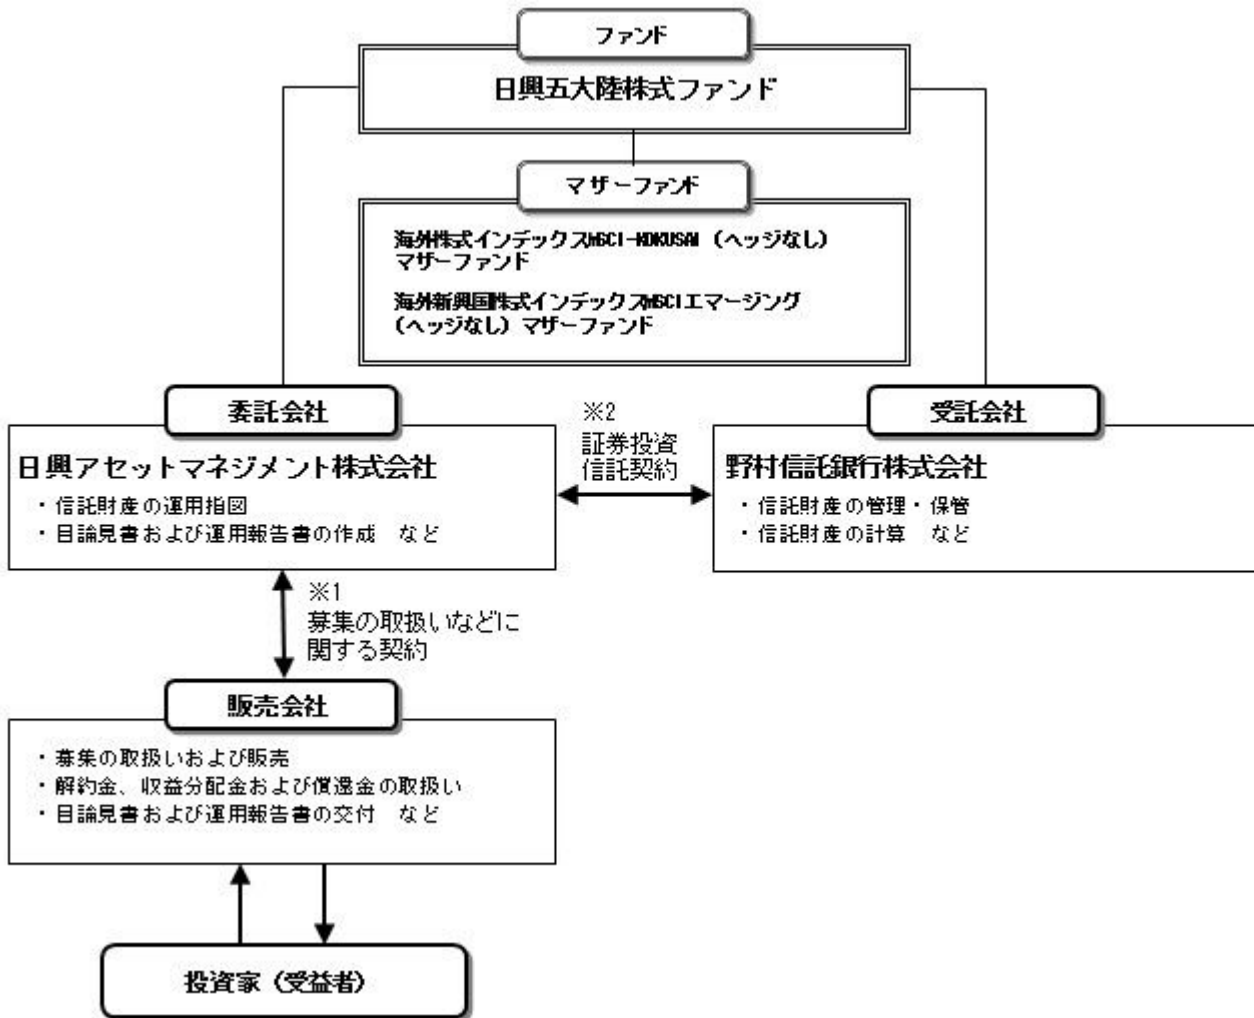 ファンド
日興五大陸株式ファンド
マザーファンド
海外株式インデックスMSCI-KOKUSAI（ヘッジなし）
マザーファンド
海外新興国株式インデックスMSCIエマージング
（ヘッジなし）マザーファンド
委託会社
日興アセットマネジメント株式会社
・信託財産の運用指図
・目論見書および運用報告書の作成　など
※2
証券投資
信託契約
受託会社
野村信託銀行株式会社
・信託財産の管理・保管
・信託財産の計算　など
※1
募集の取扱いなどに
関する契約
販売会社
・募集の取扱いおよび販売
・解約金、収益分配金および償還金の取扱い
・目論見書および運用報告書の交付　など
投資家（受益者）